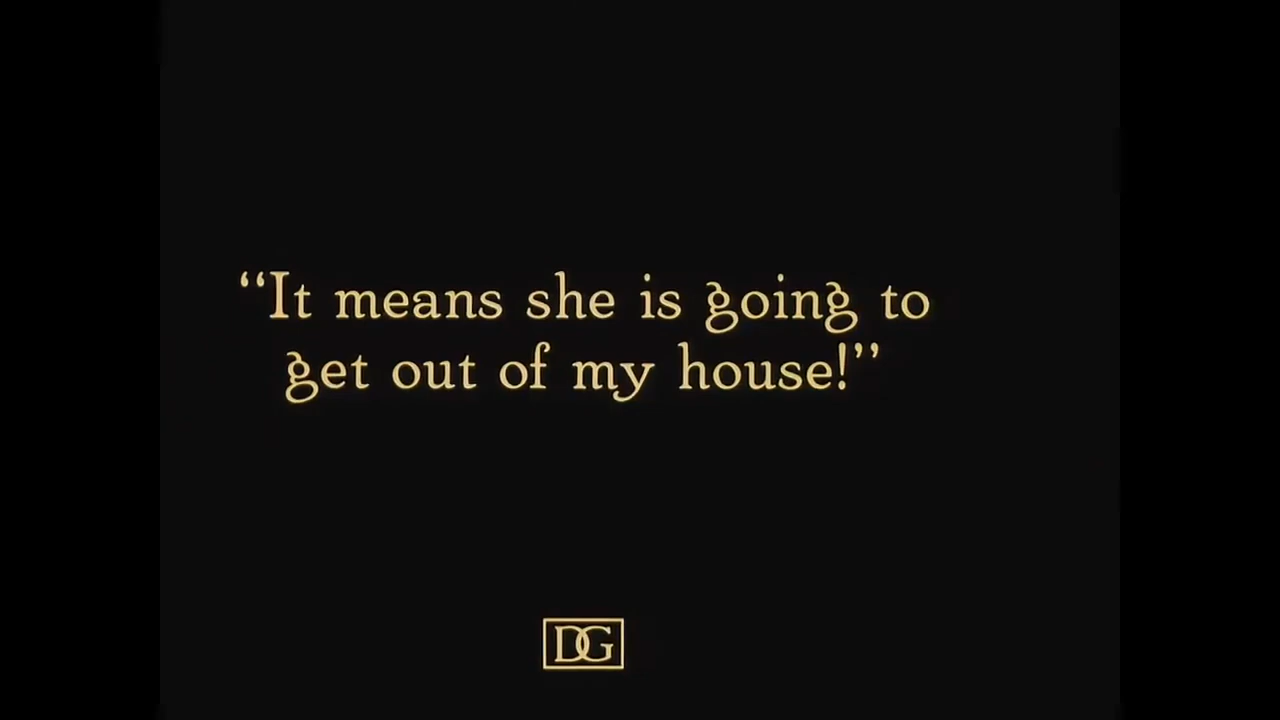 “It means she is going to
get out of my house!”
DG